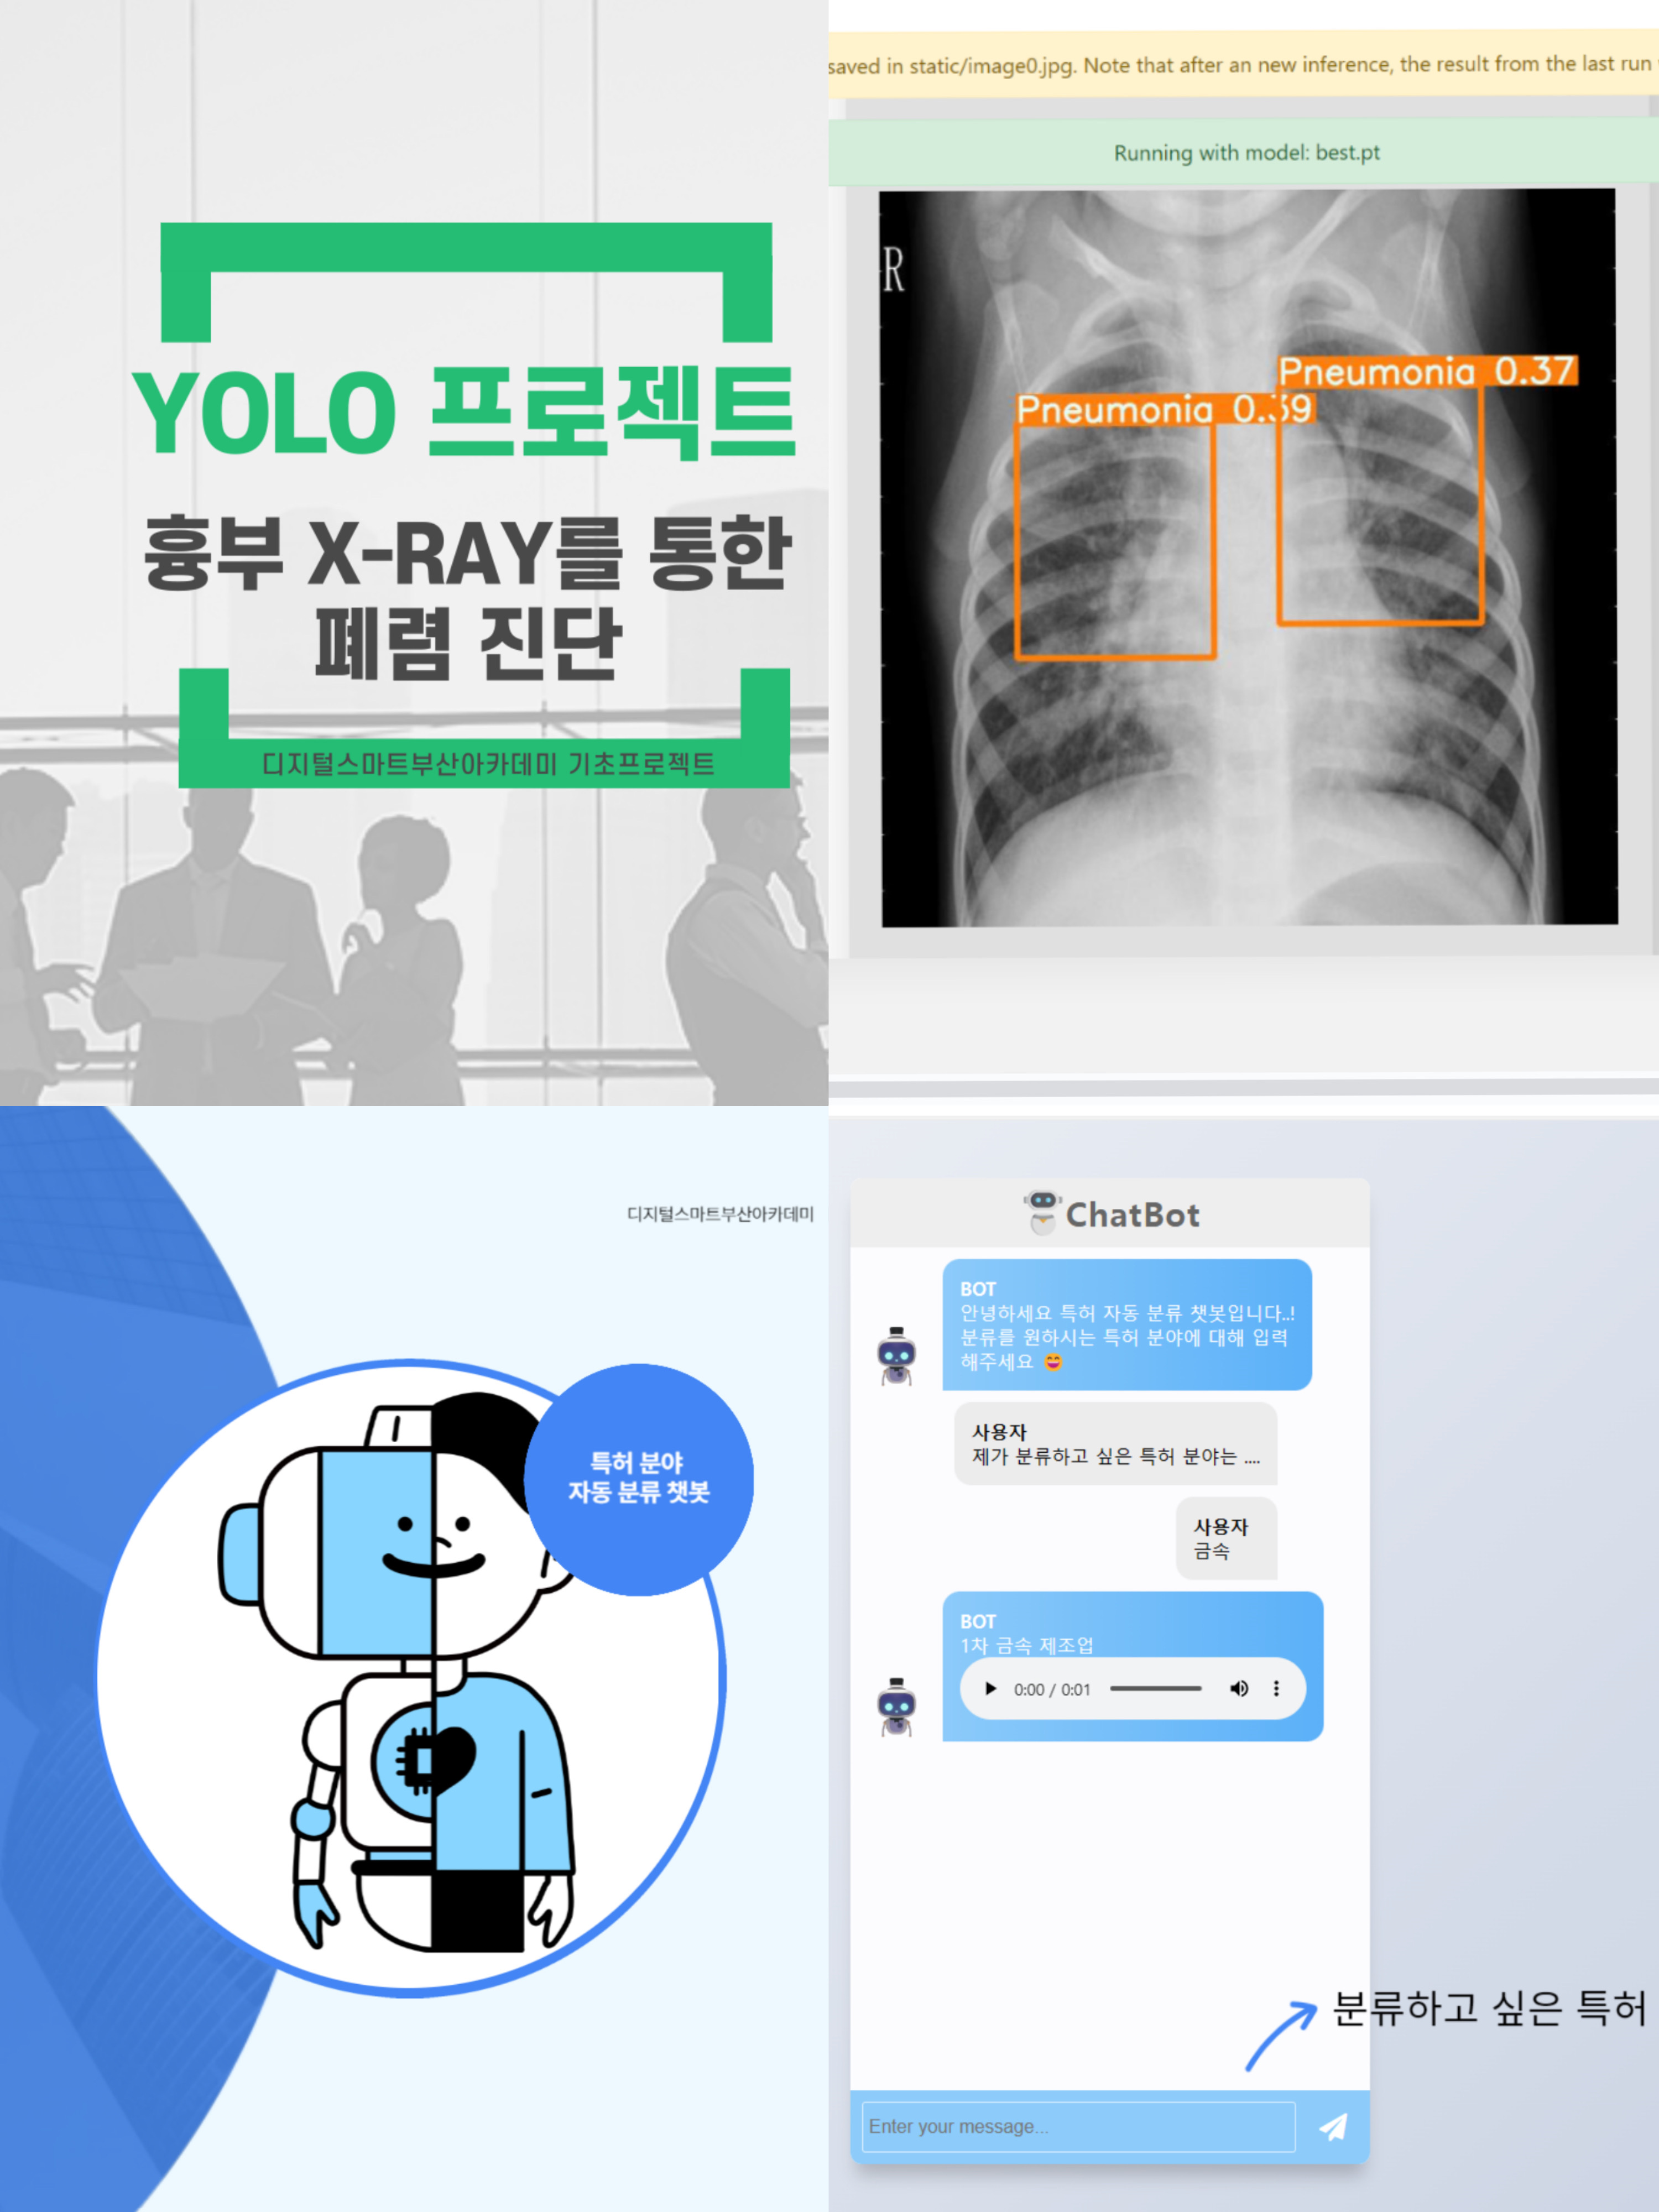 YOLO 프로젝트
흉부 X-RAY를 통한
폐렴 진단
디지털스마트부산아카데미 기초프로젝트
saved in static/image0.jpg. Note that after an new inference, the result from the last run
Running with model: best.pt
R
Pneumonia 0.37
Pneumonia 0.39
디지털스마트부산아카데미
특허 분야
자동 분류 챗봇
ChatBot
BOT
안녕하세요 특허 자동 분류 챗봇입니다..!
분류를 원하시는 특허 분야에 대해 입력
해주세요 😄
사용자
제가 분류하고 싶은 특허 분야는 ....
사용자
금속
BOT
1차 금속 제조업
0:00 / 0:01
분류하고 싶은 특허
Enter your message...